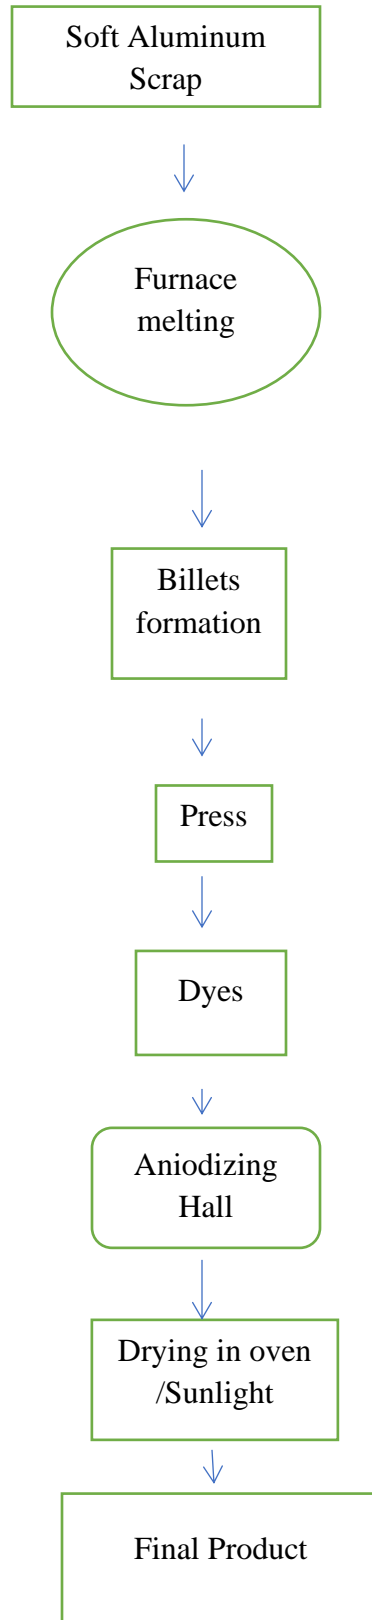 Soft Aluminum
Scrap
Furnace
melting
Billets
formation
Press
Dyes
Aniodizing
Hall
Drying in oven
/Sunlight
Final Product